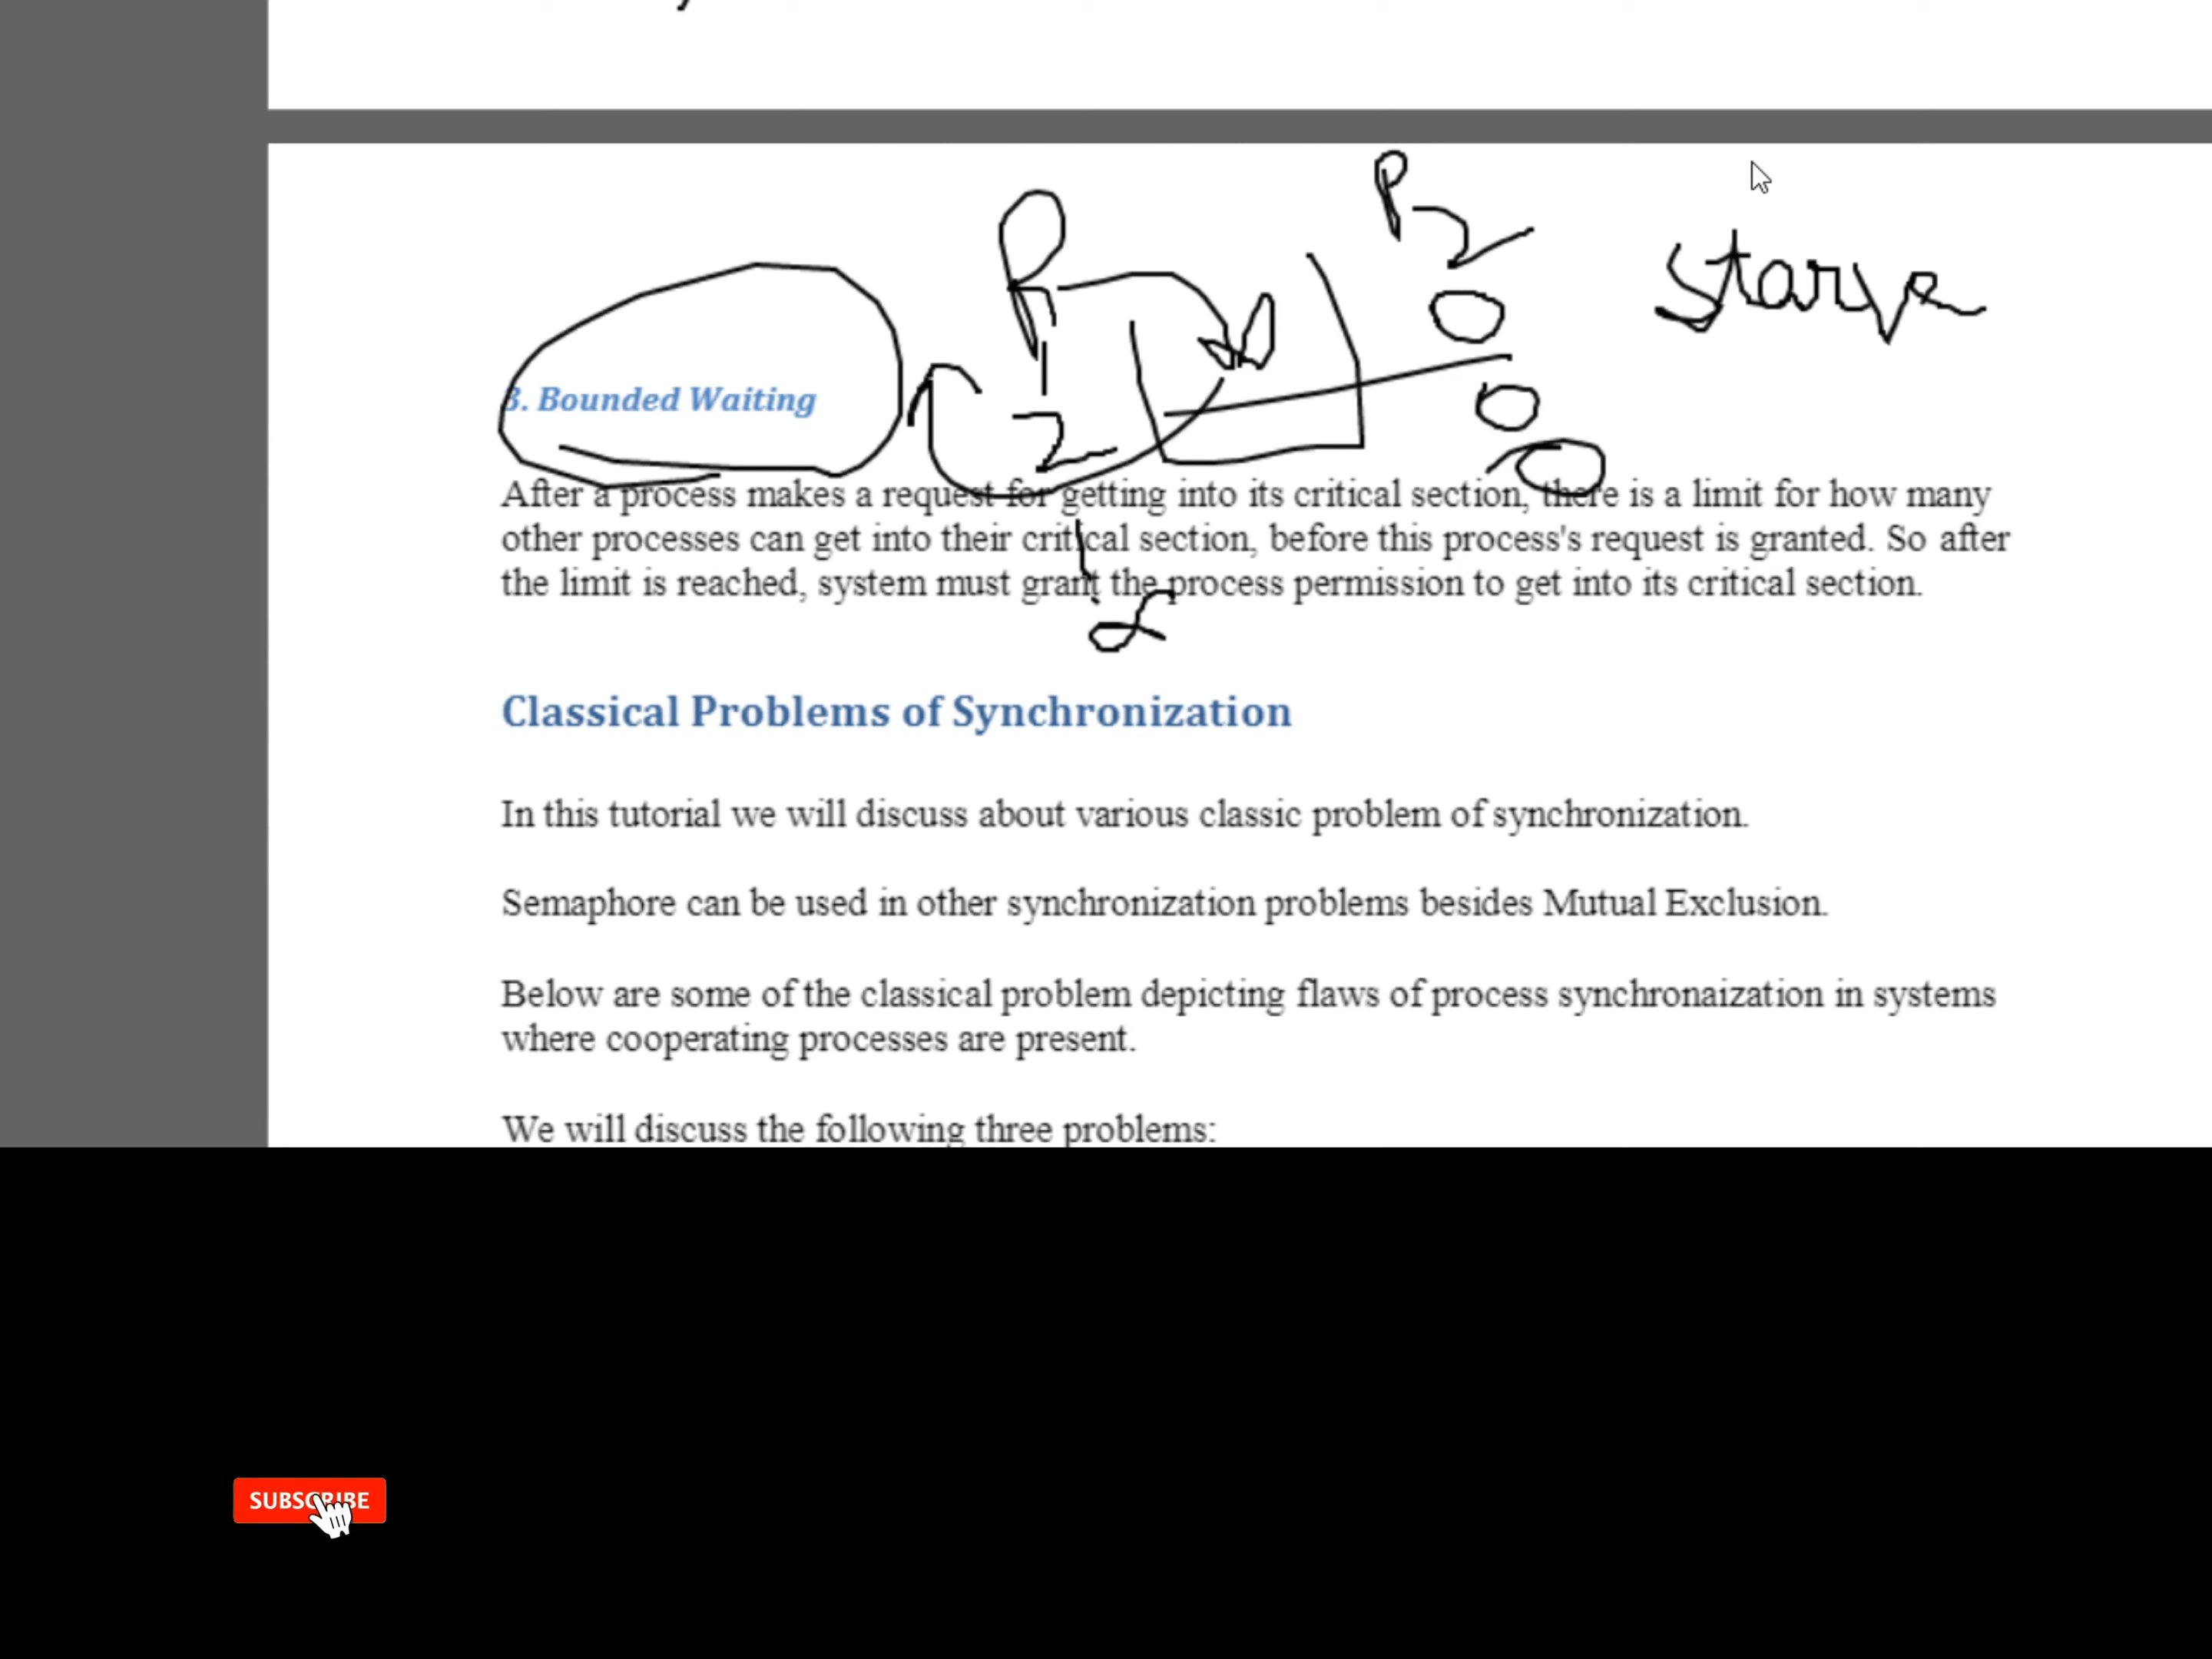 P2
P1
starve
1
2
0
0
0
3. Bounded Waiting
After a process makes a request for getting into its critical section, there is a limit for how many
other processes can get into their critical section, before this process's request is granted. So after
the limit is reached, system must grant the process permission to get into its critical section.
Classical Problems of Synchronization
In this tutorial we will discuss about various classic problem of synchronization.
Semaphore can be used in other synchronization problems besides Mutual Exclusion.
Below are some of the classical problem depicting flaws of process synchronaization in systems
where cooperating processes are present.
We will discuss the following three problems:
SUBSCRIBE